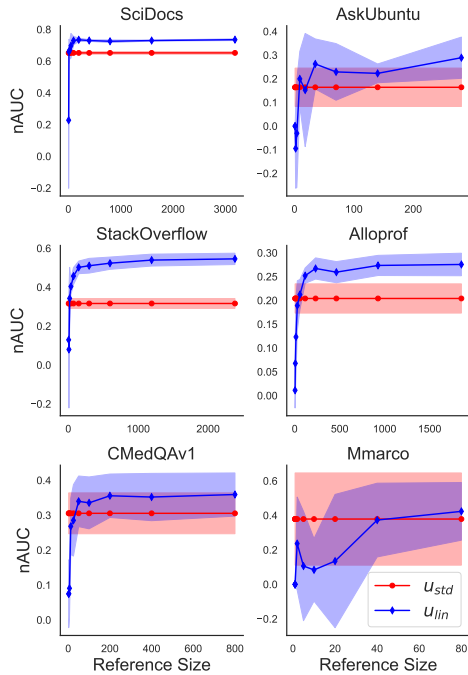 SciDocs
AskUbuntu
nAUC
0.8
0.6
0.4
0.2
0.0
−0.2
0 1000 2000 3000
0.4
0.3
0.2
0.1
0.0
−0.1
−0.2
0 100 200
StackOverflow
Alloprof
nAUC
0.6
0.4
0.2
0.0
−0.2
0 1000 2000
0.30
0.25
0.20
0.15
0.10
0.05
0.00
0 500 1000 1500
CMedQAv1
Mmarco
nAUC
0.4
0.3
0.2
0.1
0.0
0 200 400 600 800
Reference Size
0.6
0.4
0.2
0.0
−0.2
0 20 40 60 80
Reference Size
u_std
u_lin